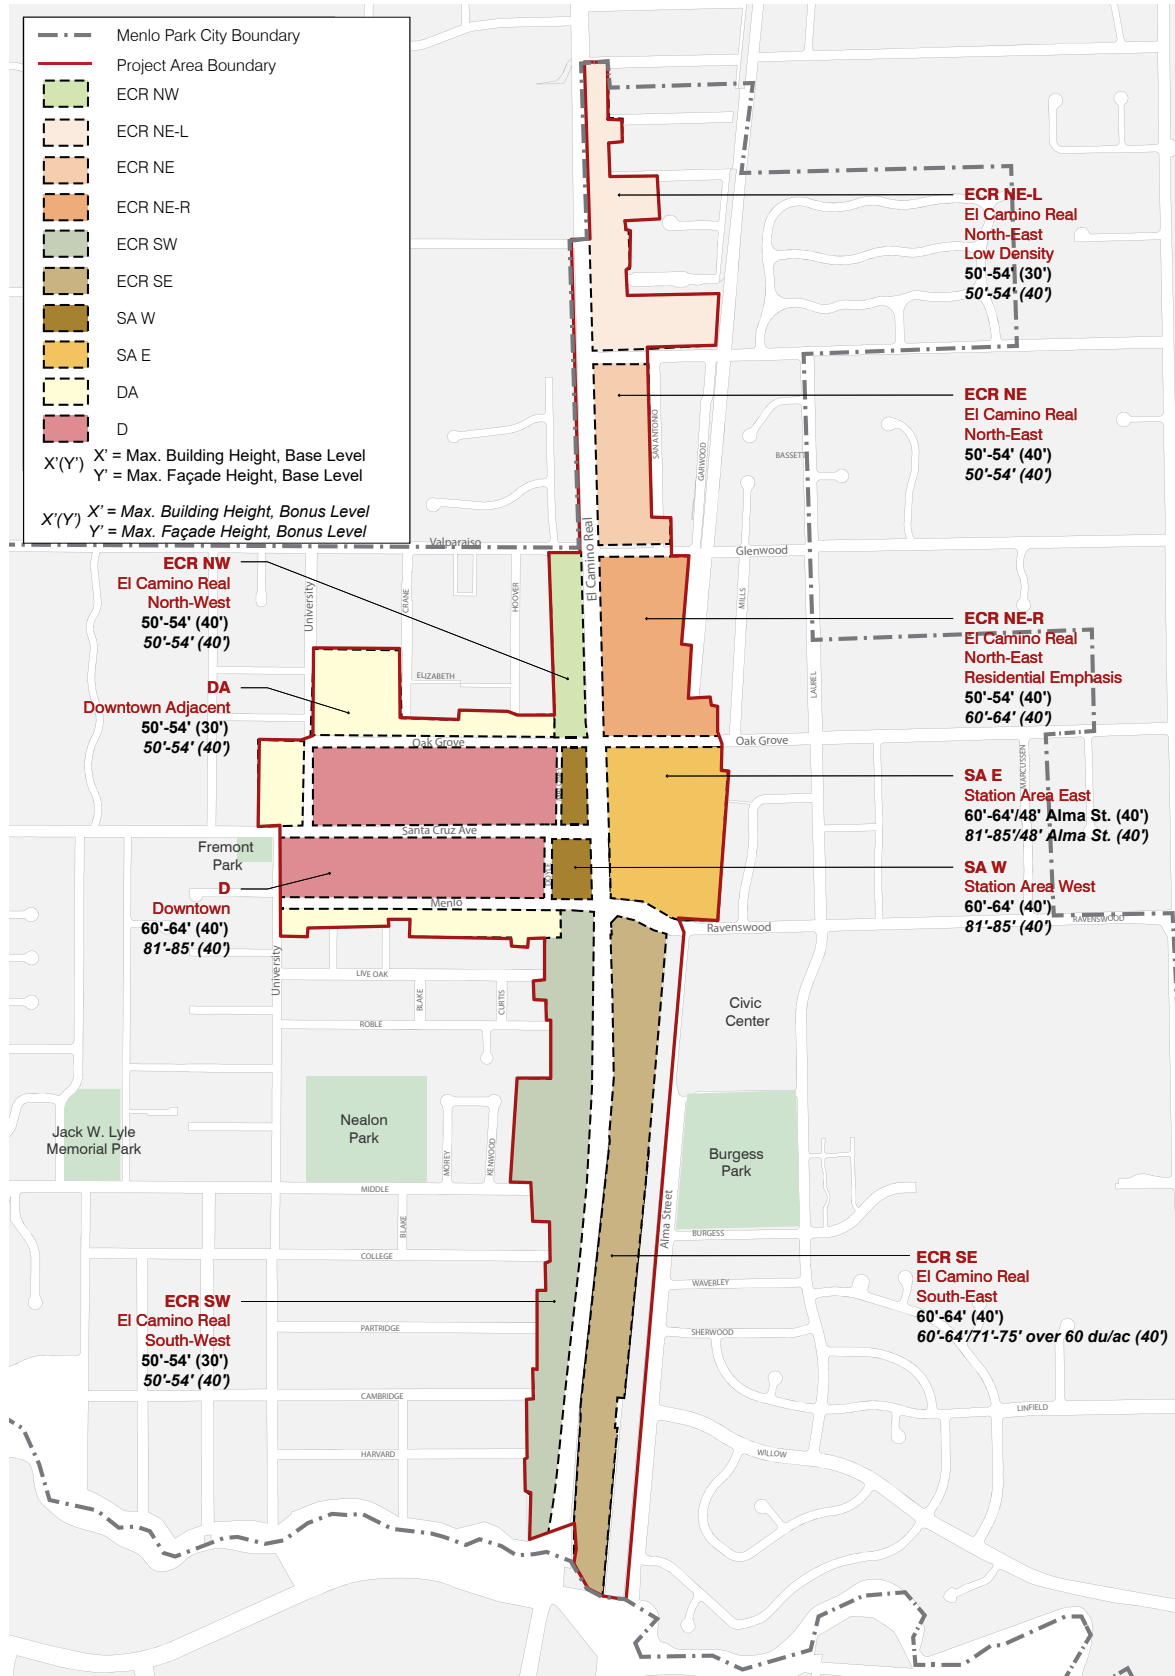 Menlo Park City Boundary
Project Area Boundary
ECR NW
ECR NE-L
ECR NE
ECR NE-R
ECR SW
ECR SE
SA W
SA E
DA
D
X'(Y') X' = Max. Building Height, Base Level
Y' = Max. Façade Height, Base Level
X'(Y') X' = Max. Building Height, Bonus Level
Y' = Max. Façade Height, Bonus Level
ECR NE-L
El Camino Real
North-East
Low Density
50'-54' (30')
50'-54' (40')
ECR NE
El Camino Real
North-East
50'-54' (40')
50'-54' (40')
SAN ANTONIO
GARWOOD
BASSETT
Valparaiso
El Camino Real
Glenwood
ECR NW
El Camino Real
North-West
50'-54' (40')
50'-54' (40')
University
CRANE
HOOVER
MILLS
LAUREL
ELIZABETH
ECR NE-R
El Camino Real
North-East
Residential Emphasis
50'-54' (40')
60'-64' (40')
DA
Downtown Adjacent
50'-54' (30')
50'-54' (40')
Oak Grove
Oak Grove
MARCUSSEN
SA E
Station Area East
60'-64'/48' Alma St. (40')
81'-85'/48' Alma St. (40')
Santa Cruz Ave
Fremont
Park
DOYLE
SA W
Station Area West
60'-64' (40')
81'-85' (40')
D
Downtown
60'-64' (40')
81'-85' (40')
Menlo
Ravenswood
RAVENSWOOD
University
LIVE OAK
BLAKE
CURTIS
ROBLE
Civic
Center
Jack W. Lyle
Memorial Park
Nealon
Park
MOREY
KENWOOD
Burgess
Park
MIDDLE
BLAKE
Alma Street
BURGESS
COLLEGE
WAVERLEY
ECR SE
El Camino Real
South-East
60'-64' (40')
60'-64'/71'-75' over 60 du/ac (40')
ECR SW
El Camino Real
South-West
50'-54' (30')
50'-54' (40')
PARTRIDGE
SHERWOOD
CAMBRIDGE
LINFIELD
HARVARD
WILLOW